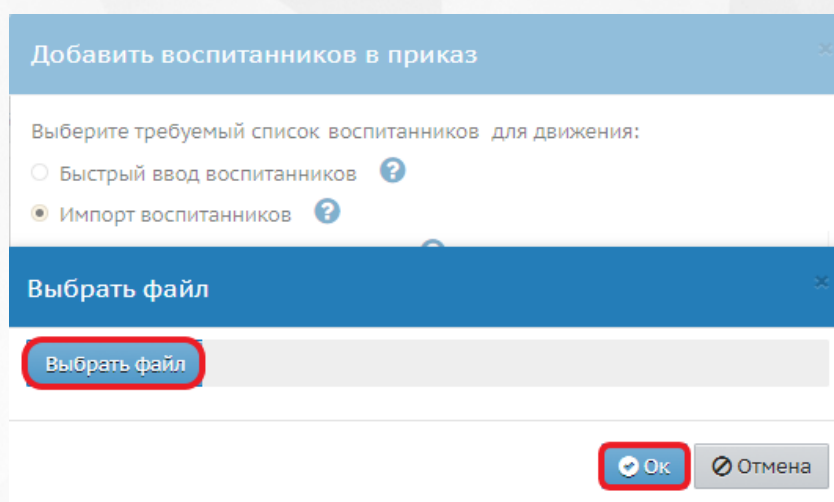 Добавить воспитанников в приказ
Выберите требуемый список воспитанников для движения:
Быстрый ввод воспитанников
Импорт воспитанников
Выбрать файл
Выбрать файл
Ок Отмена